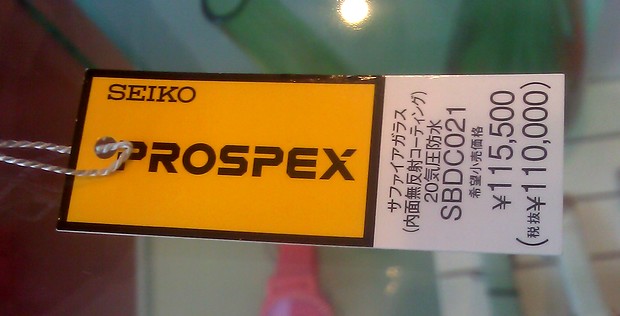 SEIKO
PROSPEX
サファイアガラス
(内面無反射コーティング)
20気圧防水
SBDC021
希望小売価格
¥115,500
(税抜¥110,000)